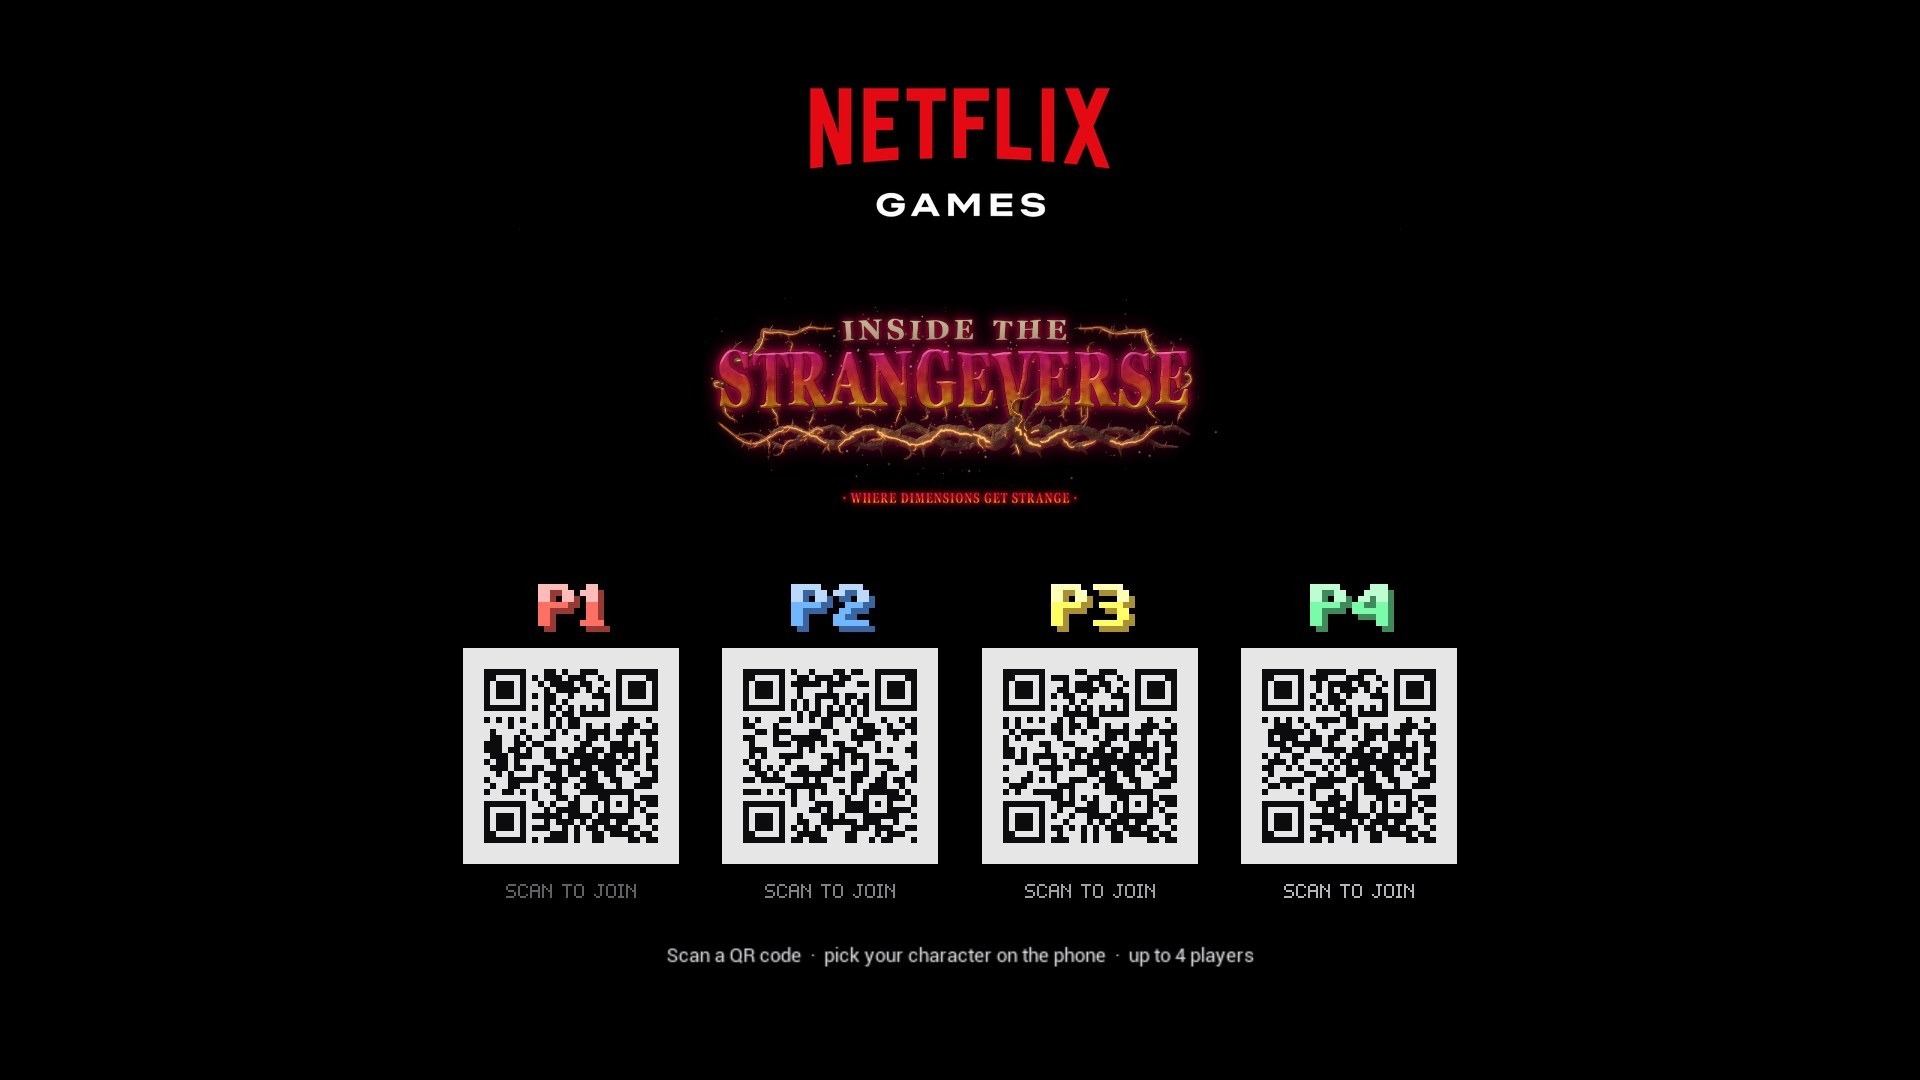 NETFLIX
GAMES
INSIDE THE
STRANGEVERSE
· WHERE DIMENSIONS GET STRANGE ·
P1 P2 P3 P4
SCAN TO JOIN SCAN TO JOIN SCAN TO JOIN SCAN TO JOIN
Scan a QR code · pick your character on the phone · up to 4 players